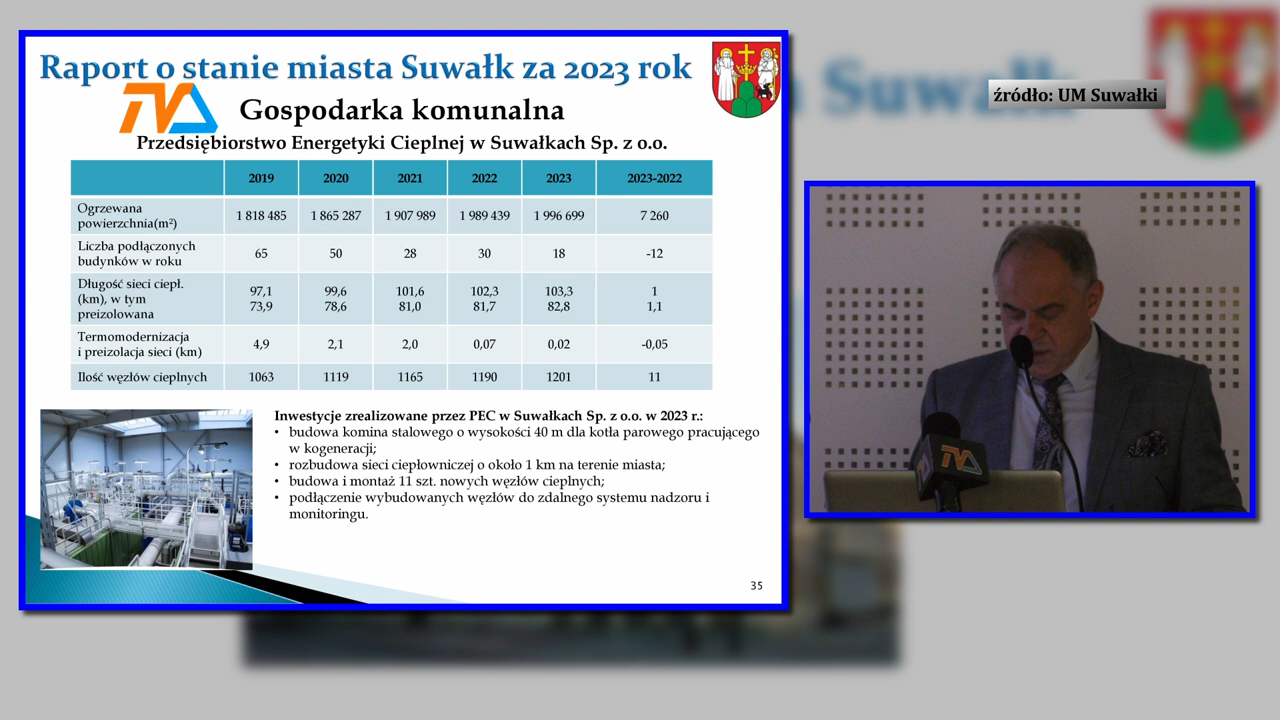 Raport o stanie miasta Suwałk za 2023 rok
TVA
Gospodarka komunalna
Przedsiębiorstwo Energetyki Cieplnej w Suwałkach Sp. z o.o.
2019 2020 2021 2022 2023 2023-2022
Ogrzewana
powierzchnia(m²) 1 818 485 1 865 287 1 907 989 1 989 439 1 996 699 7 260
Liczba podłączonych
budynków w roku 65 50 28 30 18 -12
Długość sieci ciepł.
(km), w tym
preizolowana
97,1 99,6 101,6 102,3 103,3 1
73,9 78,6 81,0 81,7 82,8 1,1
Termomodernizacja
i preizolacja sieci (km) 4,9 2,1 2,0 0,07 0,02 -0,05
Ilość węzłów cieplnych 1063 1119 1165 1190 1201 11
Inwestycje zrealizowane przez PEC w Suwałkach Sp. z o.o. w 2023 r.:
• budowa komina stalowego o wysokości 40 m dla kotła parowego pracującego
w kogeneracji;
• rozbudowa sieci ciepłowniczej o około 1 km na terenie miasta;
• budowa i montaż 11 szt. nowych węzłów cieplnych;
• podłączenie wybudowanych węzłów do zdalnego systemu nadzoru i
monitoringu.
35
Suwałk
źródło: UM Suwałki
TVA